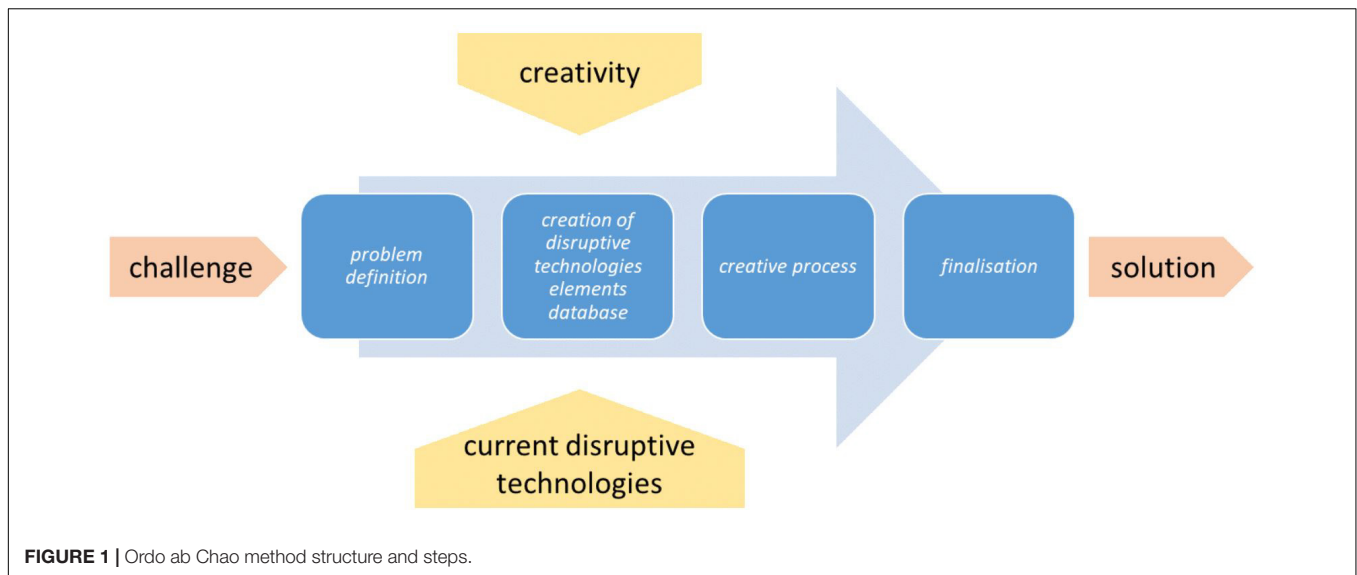 creativity
challenge
problem
definition
creation of
disruptive
technologies
elements
database
creative process
finalisation
solution
current disruptive
technologies
FIGURE 1 | Ordo ab Chao method structure and steps.